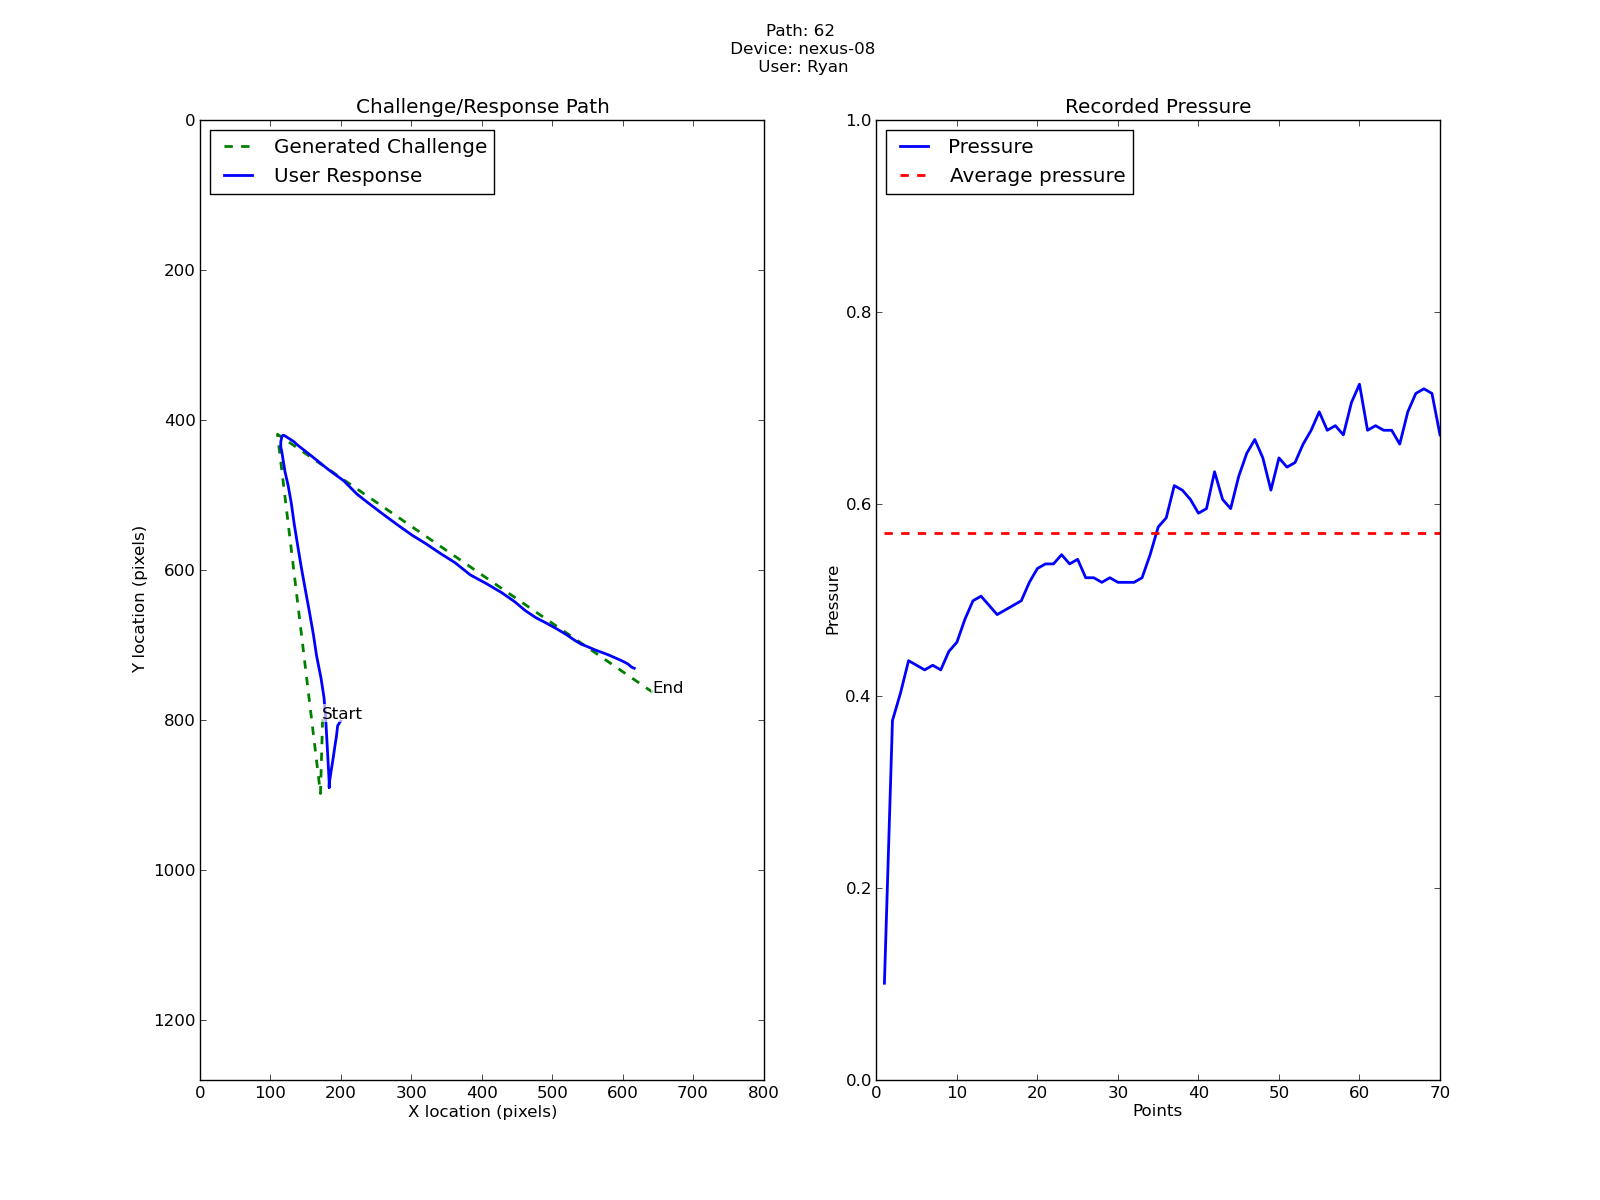 Path: 62
Device: nexus-08
User: Ryan
Challenge/Response Path
Generated Challenge
User Response
0
200
400
600
800
1000
1200
Y location (pixels)
Start
End
0 100 200 300 400 500 600 700 800
X location (pixels)
Recorded Pressure
Pressure
Average pressure
1.0
0.8
0.6
0.4
0.2
0.0
Pressure
0 10 20 30 40 50 60 70
Points